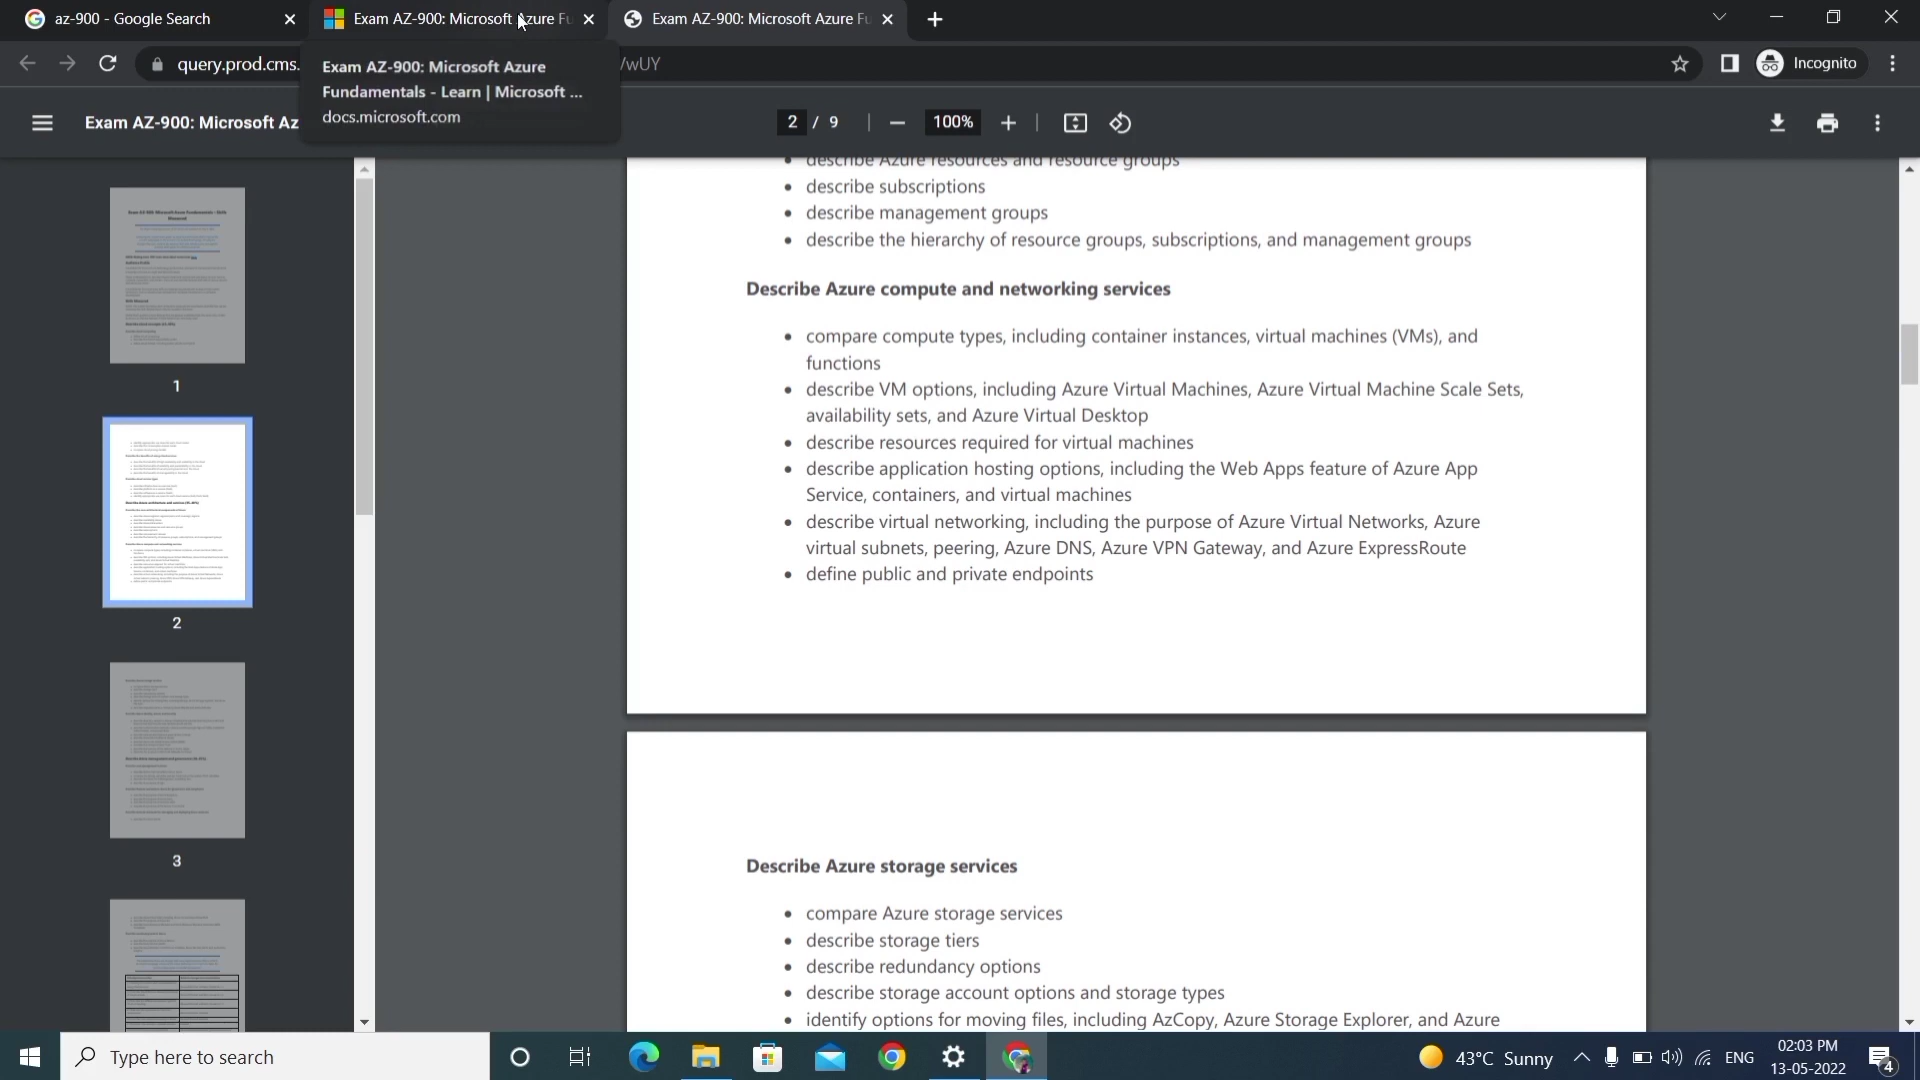 az-900 - Google Search
Exam AZ-900: Microsoft Azure Fu
Exam AZ-900: Microsoft Azure Fu
query.prod.cms.
/wUY
Incognito
Exam AZ-900: Microsoft Azure
Fundamentals - Learn | Microsoft ...
docs.microsoft.com
Exam AZ-900: Microsoft Az
2 / 9
100%
1
2
3
• describe Azure resources and resource groups
• describe subscriptions
• describe management groups
• describe the hierarchy of resource groups, subscriptions, and management groups
Describe Azure compute and networking services
• compare compute types, including container instances, virtual machines (VMs), and
functions
• describe VM options, including Azure Virtual Machines, Azure Virtual Machine Scale Sets,
availability sets, and Azure Virtual Desktop
• describe resources required for virtual machines
• describe application hosting options, including the Web Apps feature of Azure App
Service, containers, and virtual machines
• describe virtual networking, including the purpose of Azure Virtual Networks, Azure
virtual subnets, peering, Azure DNS, Azure VPN Gateway, and Azure ExpressRoute
• define public and private endpoints
Describe Azure storage services
• compare Azure storage services
• describe storage tiers
• describe redundancy options
• describe storage account options and storage types
• identify options for moving files, including AzCopy, Azure Storage Explorer, and Azure
Type here to search
43°C Sunny
ENG
02:03 PM
13-05-2022
4